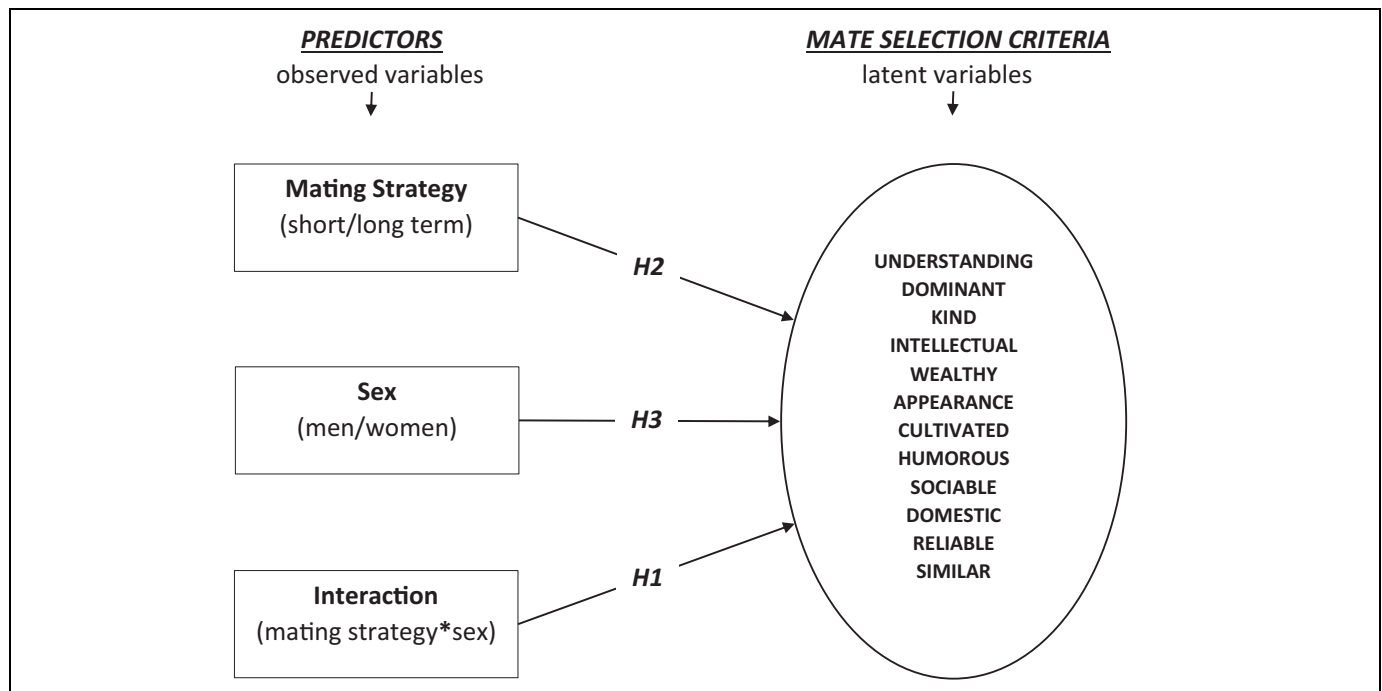 PREDICTORS
observed variables
MATE SELECTION CRITERIA
latent variables
Mating Strategy
(short/long term)
H2
Sex
(men/women)
H3
Interaction
(mating strategy*sex)
H1
UNDERSTANDING
DOMINANT
KIND
INTELLECTUAL
WEALTHY
APPEARANCE
CULTIVATED
HUMOROUS
SOCIABLE
DOMESTIC
RELIABLE
SIMILAR